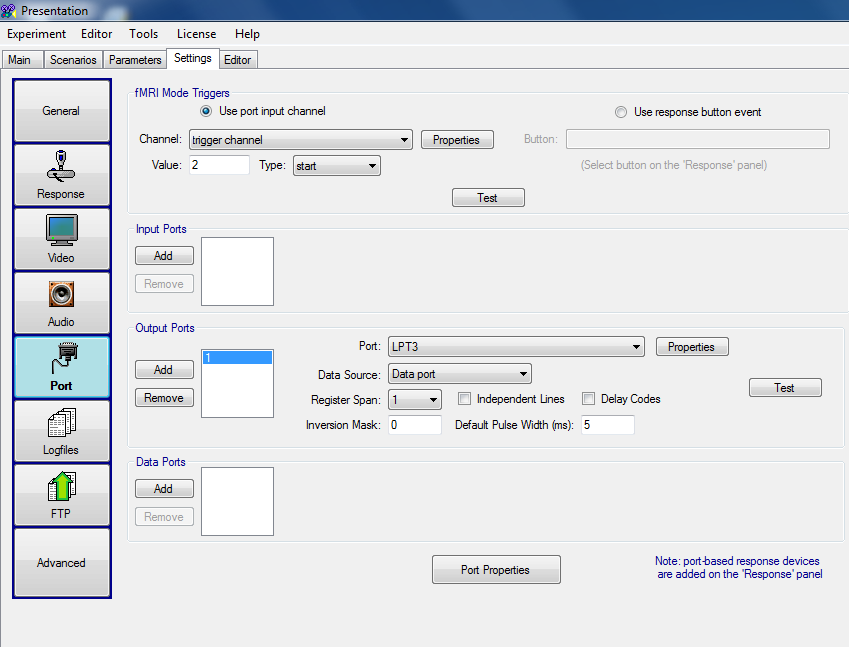 Presentation
Experiment Editor Tools License Help
Main Scenarios Parameters Settings Editor
General
Response
Video
Audio
Port
Logfiles
FTP
Advanced
fMRI Mode Triggers
Use port input channel
Use response button event
Channel: trigger channel Properties Button:
Value: 2 Type: start (Select button on the 'Response' panel)
Test
Input Ports
Add
Remove
Output Ports
1
Add
Remove
Port: LPT3 Properties
Data Source: Data port
Test
Register Span: 1 Independent Lines Delay Codes
Inversion Mask: 0 Default Pulse Width (ms): 5
Data Ports
Add
Remove
Port Properties
Note: port-based response devices
are added on the 'Response' panel